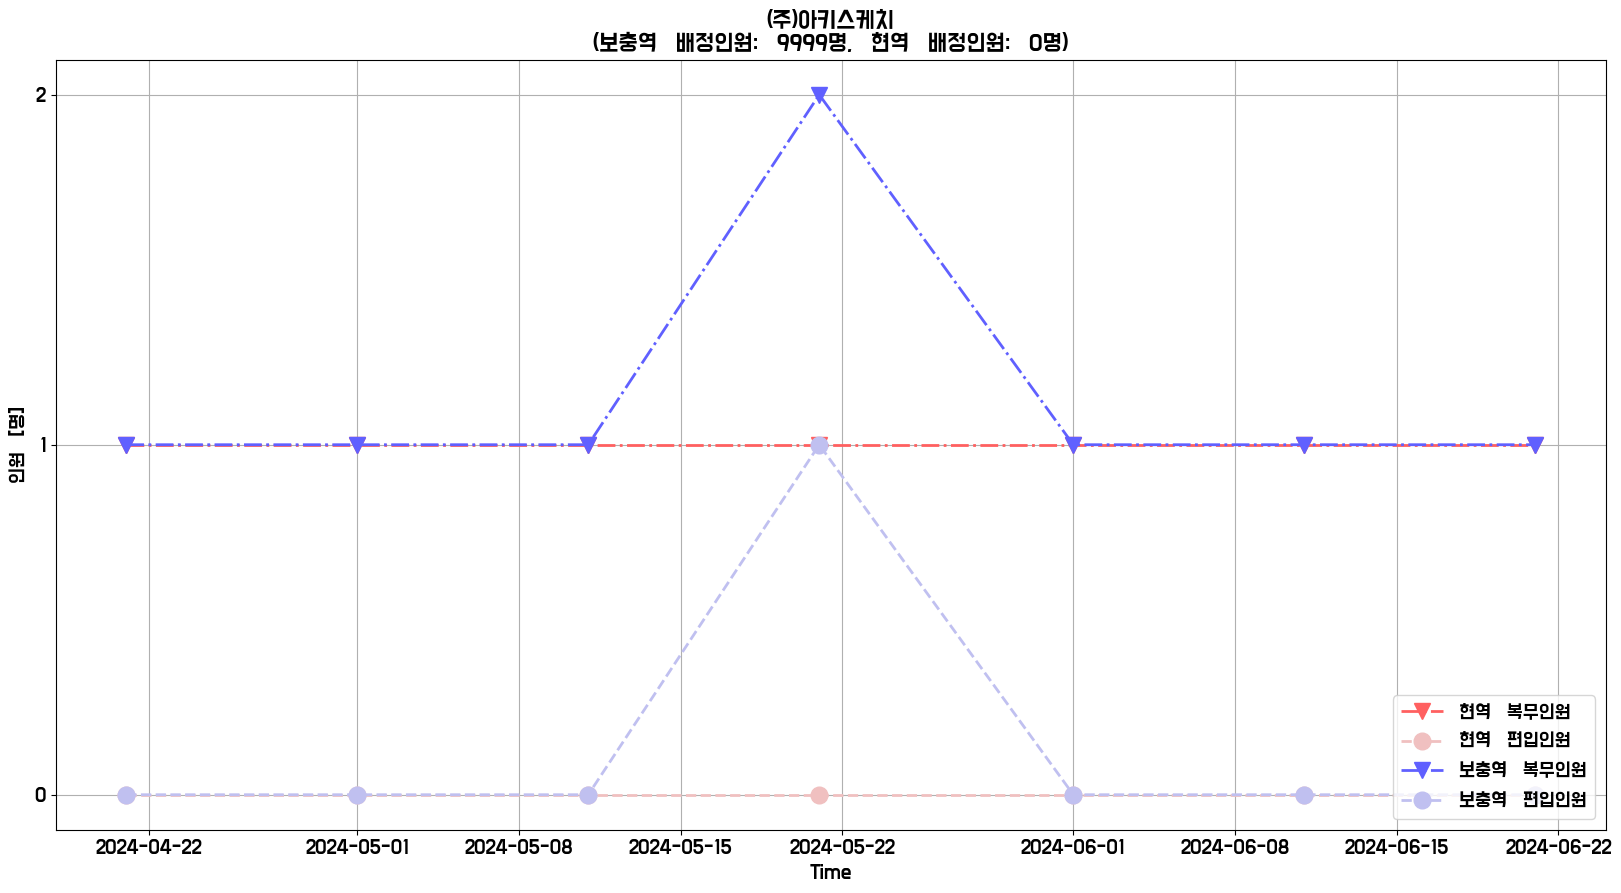 (주)아키스케치
(보충역 배정인원: 9999명, 현역 배정인원: 0명)
인원 [명]
2
1
0
현역 복무인원
현역 편입인원
보충역 복무인원
보충역 편입인원
2024-04-22 2024-05-01 2024-05-08 2024-05-15 2024-05-22 2024-06-01 2024-06-08 2024-06-15 2024-06-22
Time